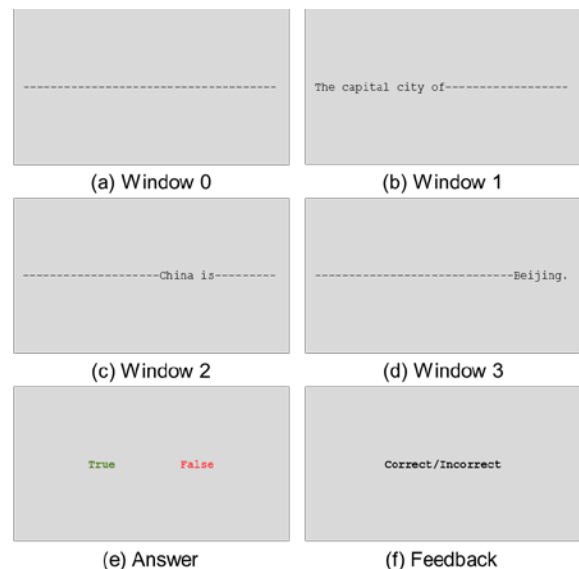 -------------------------------------
(a) Window 0
The capital city of------------------
(b) Window 1
--------------------China is---------
(c) Window 2
-----------------------------Beijing.
(d) Window 3
True False
(e) Answer
Correct/Incorrect
(f) Feedback